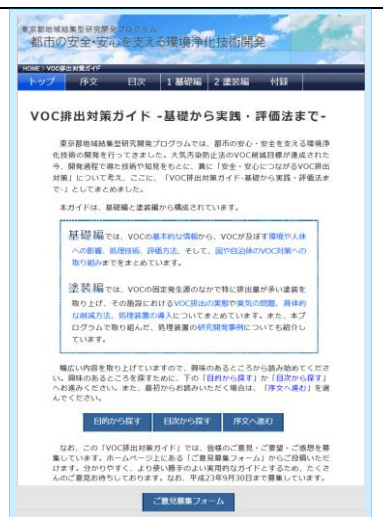 東京都地域結集型研究開発プログラム
都市の安全・安心を支える環境浄化技術開発
HOME > VOC排出対策ガイド
トップ 序文 目次 1 基礎編 2 塗装編 付録
VOC排出対策ガイド -基礎から実践・評価法まで-
東京都地域結集型研究開発プログラムでは、都市の安心・安全を支える環境浄
化技術の開発を行ってきました。大気汚染防止法のVOC削減目標が達成された
今、開発過程で得た技術や知見をもとに、真に「安全・安心につながるVOC排出
対策」について考え、ここに、「VOC排出対策ガイド-基礎から実践・評価法ま
で-」としてまとめました。
本ガイドは、基礎編と塗装編から構成されています。
基礎編では、VOCの基本的な情報から、VOCが及ぼす環境や人体
への影響、処理技術、評価方法、そして、国や自治体のVOC対策への
取り組みまでをまとめています。
塗装編では、VOCの固定発生源のなかで特に排出量が多い塗装を
取り上げ、その施設におけるVOC排出の実態や臭気の問題、具体的
な削減方法、処理装置の導入についてまとめています。また、本プ
ログラムで取り組んだ、処理装置の研究開発事例についても紹介し
ています。
幅広い内容を取り上げていますので、興味のあるところから読み始めてくださ
い。興味のあるところを探すために、下の「目的から探す」か「目次から探す」
へお進みください。また、最初からお読みいただく場合は、「序文へ進む」を選
んでください。
目的から探す 目次から探す 序文へ進む
なお、この「VOC排出対策ガイド」では、皆様のご意見・ご要望・ご感想を募
集しています。ホームページ上にある「ご意見募集フォーム」からご投稿いただ
けます。分かりやすく、より使い勝手のよい実用的なガイドとするため、たくさ
んのご意見お待ちしております。なお、平成23年9月30日まで募集しています。
ご意見募集フォーム